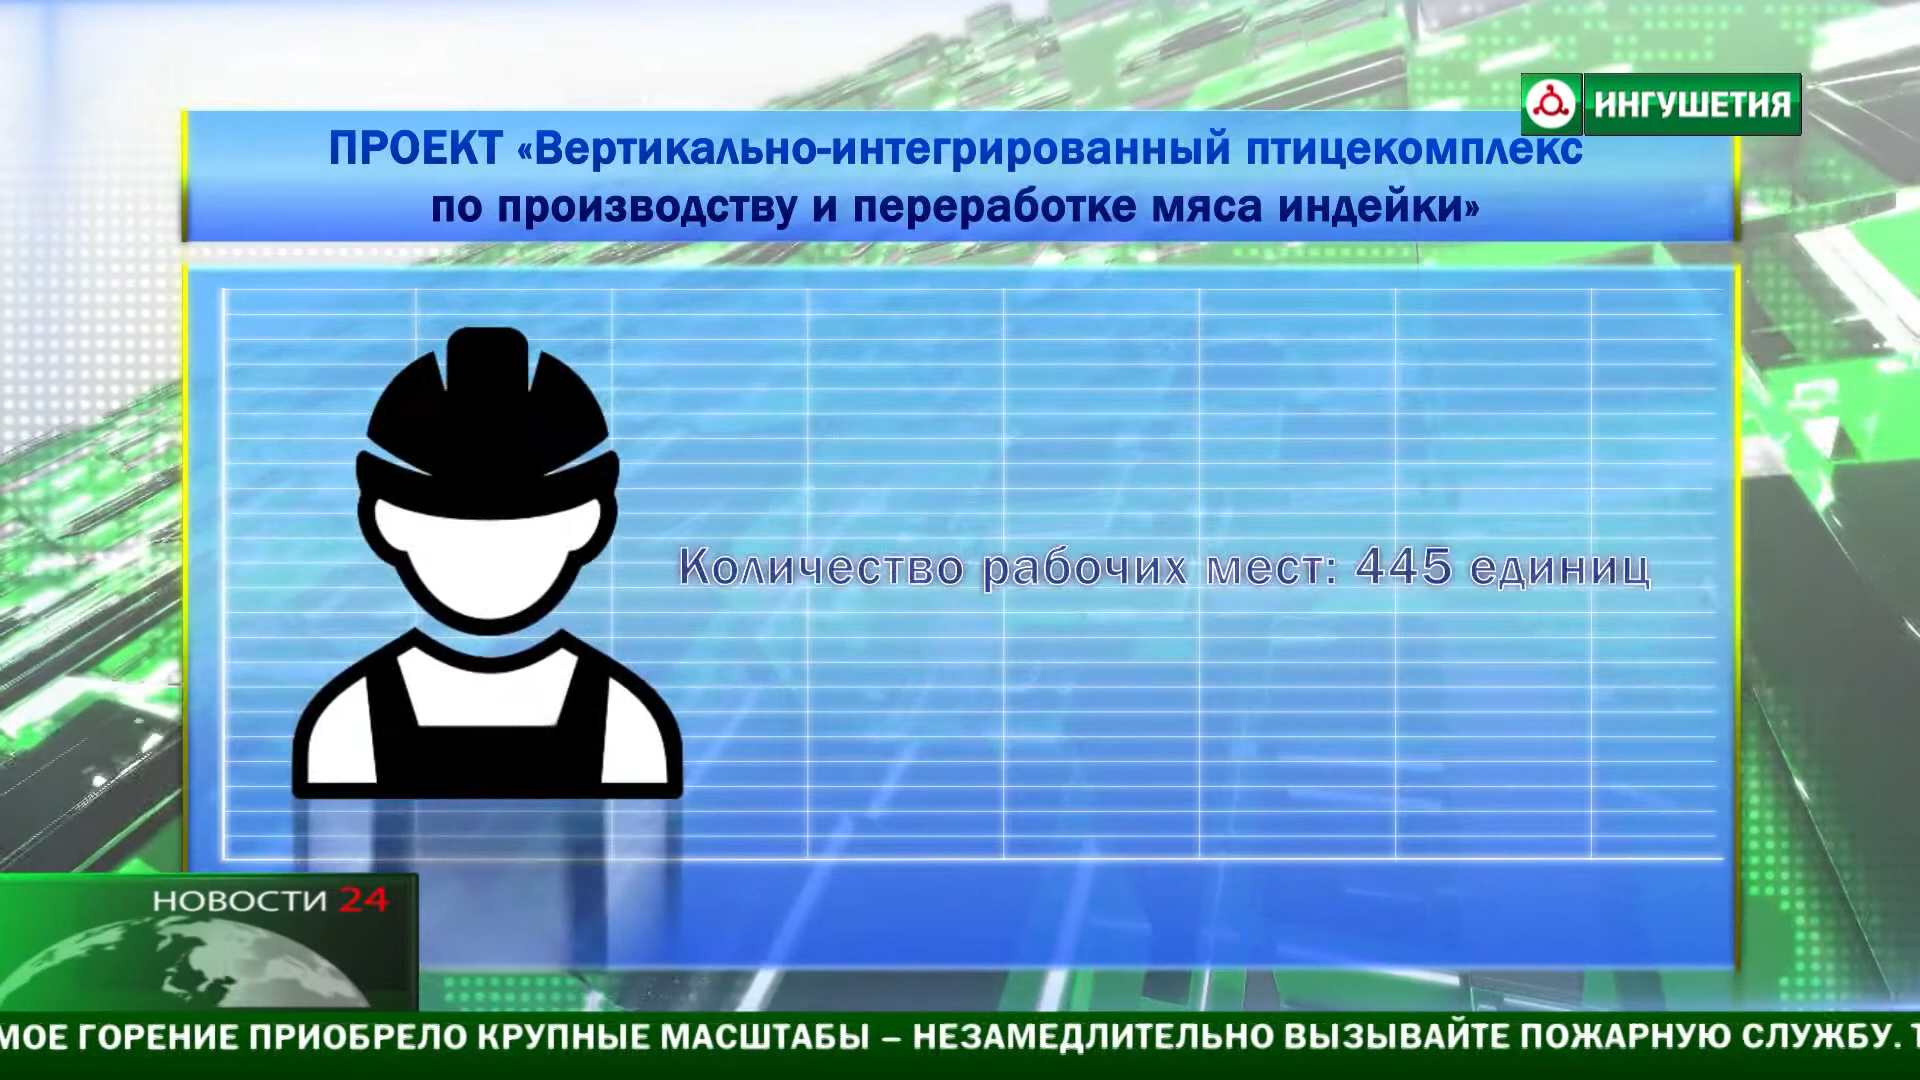 ИНГУШЕТИЯ
ПРОЕКТ «Вертикально-интегрированный птицекомплекс
по производству и переработке мяса индейки»
Количество рабочих мест: 445 единиц
НОВОСТИ 24
ГОРЕНИЕ ПРИОБРЕЛО КРУПНЫЕ МАСШТАБЫ – НЕЗАМЕДЛИТЕЛЬНО ВЫЗЫВАЙТЕ ПОЖАРНУЮ СЛУЖБУ.